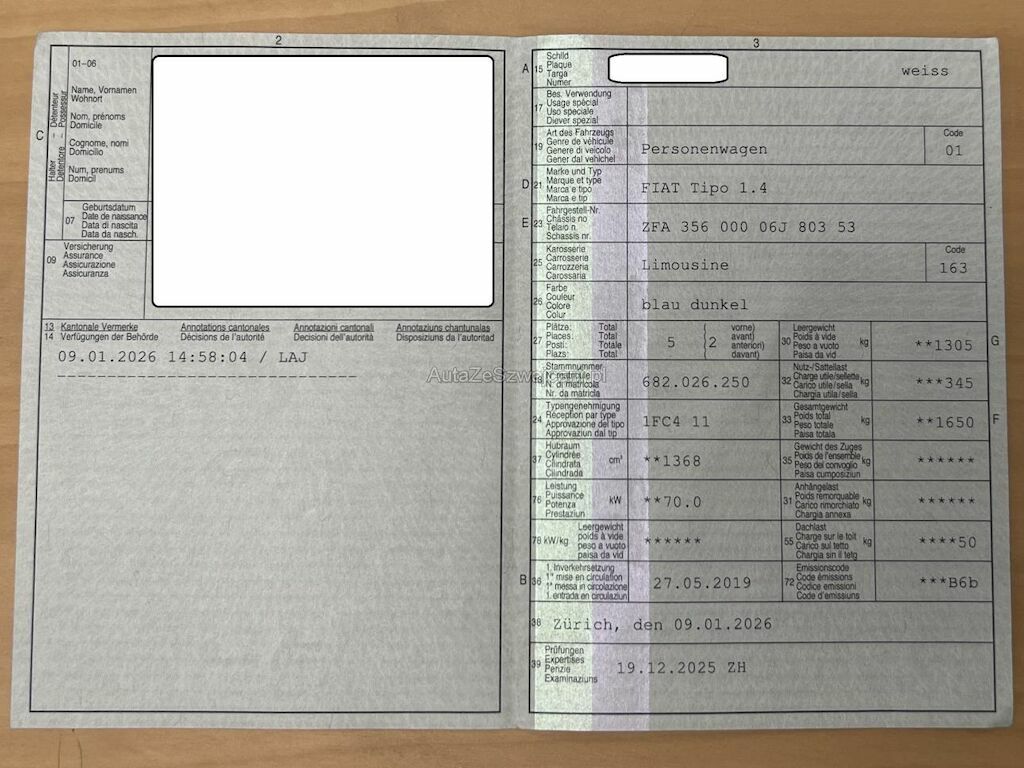 2
01–06
Name, Vornamen
Wohnort
Nom, prénoms
Domicile
Cognome, nomi
Domicilio
Num, prenums
Domicil
C
Halter – Détenteur
Detentore – Possessur
07
Geburtsdatum
Date de naissance
Data di nascita
Data da nasch.
09
Versicherung
Assurance
Assicurazione
Assicuranza
13 Kantonale Vermerke Annotations cantonales Annotazioni cantonali Annotaziuns chantunalas
14 Verfügungen der Behörde Décisions de l'autorité Decisioni dell'autorità Disposiziuns da l'autoritad
09.01.2026 14:58:04 / LAJ
3
A 15
Schild
Plaque
Targa
Numer
weiss
17
Bes. Verwendung
Usage spécial
Uso speciale
Diever spezial
19
Art des Fahrzeugs
Genre de véhicule
Genere di veicolo
Gener dal vehichel
Personenwagen
Code
01
D 21
Marke und Typ
Marque et type
Marca e tipo
Marca e tip
FIAT Tipo 1.4
E 23
Fahrgestell-Nr.
Châssis no
Telaio n.
Schassis nr.
ZFA 356 000 06J 803 53
25
Karosserie
Carrosserie
Carrozzeria
Carossaria
Limousine
Code
163
26
Farbe
Couleur
Colore
Colur
blau dunkel
27
Plätze: Total
Places: Total
Posti: Totale
Plazs: Total
5 ( 2
vorne)
avant)
anteriori)
davant)
30
Leergewicht
Poids à vide
Peso a vuoto
Paisa da vid
kg
**1305
G
18
Stammnummer
N° matricule
N. di matricola
Nr. da matricla
682.026.250
32
Nutz-/Sattellast
Charge utile/sellette
Carico utile/sella
Chargia utila/sella
kg
***345
AutaZeSzwajcarii.pl
24
Typengenehmigung
Réception par type
Approvazione del tipo
Approvaziun dal tip
1FC4 11
33
Gesamtgewicht
Poids total
Peso totale
Paisa totala
kg
**1650
F
37
Hubraum
Cylindrée
Cilindrata
Cilindrada
cm³
**1368
35
Gewicht des Zuges
Poids de l'ensemble
Peso del convoglio
Paisa cumposiziun
kg
******
76
Leistung
Puissance
Potenza
Prestaziun
kW
**70.0
31
Anhängelast
Poids remorquable
Carico rimorchiato
Chargia annexa
kg
******
78 kW/kg
Leergewicht
poids à vide
peso a vuoto
paisa da vid
******
55
Dachlast
Charge sur le toit
Carico sul tetto
Chargia sin il tetg
kg
****50
B 36
1. Inverkehrsetzung
1re mise en circulation
1a messa in circolazione
1. entrada en circulaziun
27.05.2019
72
Emissionscode
Code émissions
Codice emissioni
Code d'emissiuns
***B6b
38 Zürich, den 09.01.2026
39
Prüfungen
Expertises
Perizie
Examinaziuns
19.12.2025 ZH